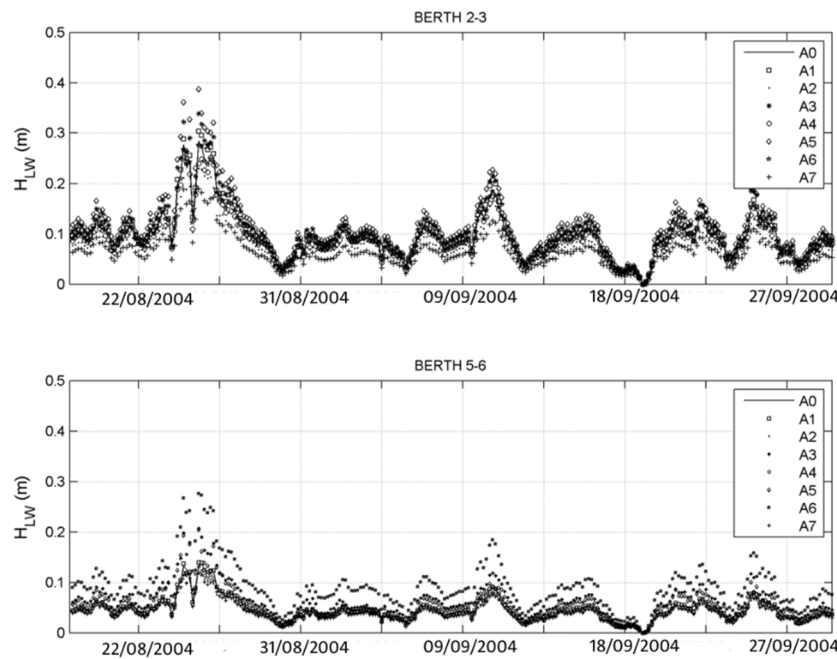 BERTH 2-3
0.5
0.4
0.3
0.2
0.1
0
H_LW (m)
A0
A1
A2
A3
A4
A5
A6
A7
22/08/2004 31/08/2004 09/09/2004 18/09/2004 27/09/2004
BERTH 5-6
0.5
0.4
0.3
0.2
0.1
0
H_LW (m)
A0
A1
A2
A3
A4
A5
A6
A7
22/08/2004 31/08/2004 09/09/2004 18/09/2004 27/09/2004